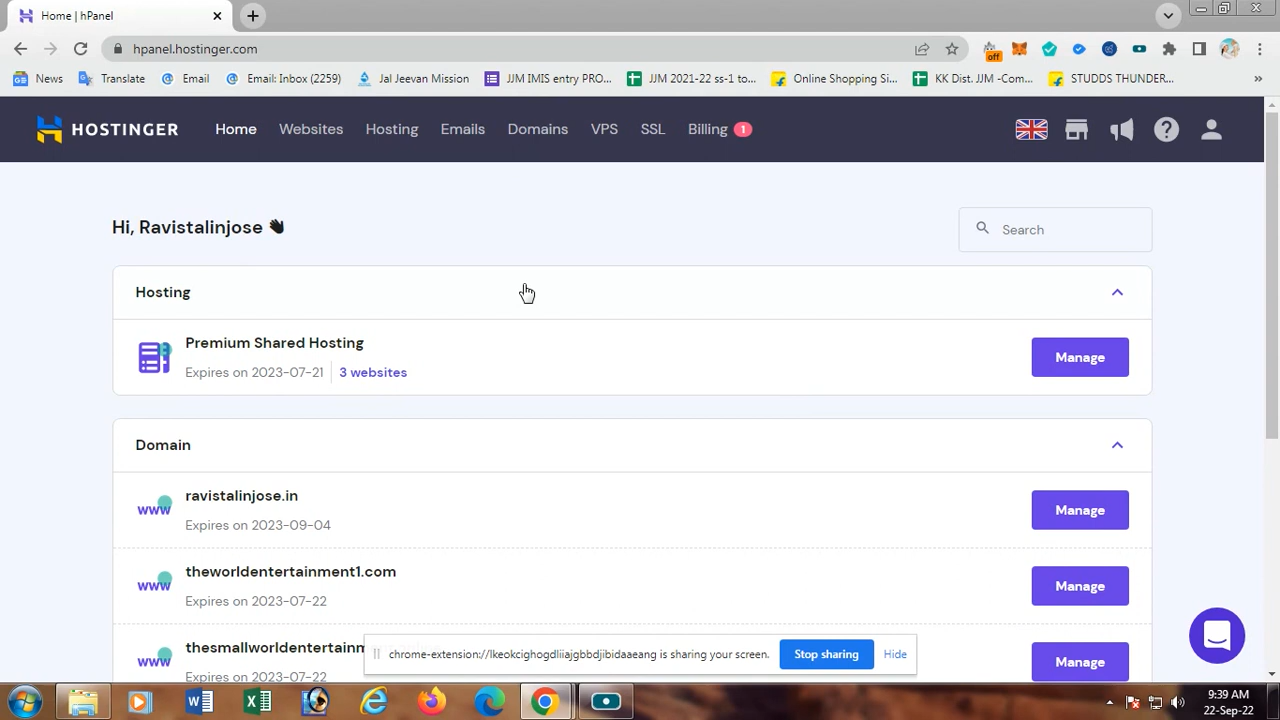 Home | hPanel
hpanel.hostinger.com
off
News
Translate
Email
Email: Inbox (2259)
Jal Jeevan Mission
JJM IMIS entry PRO...
JJM 2021-22 ss-1 to...
Online Shopping Si...
KK Dist. JJM -Com...
STUDDS THUNDER...
»
HOSTINGER
Home
Websites
Hosting
Emails
Domains
VPS
SSL
Billing 1
Hi, Ravistalinjose
Search
Hosting
Premium Shared Hosting
Expires on 2023-07-21
3 websites
Manage
Domain
www
ravistalinjose.in
Expires on 2023-09-04
Manage
www
theworldentertainment1.com
Expires on 2023-07-22
Manage
www
thesmallworldentertainm
Expires on 2023-07-22
Manage
chrome-extension://lkeokcighogdliiajgbbdjibidaaeang is sharing your screen.
Stop sharing
Hide
9:39 AM
22-Sep-22